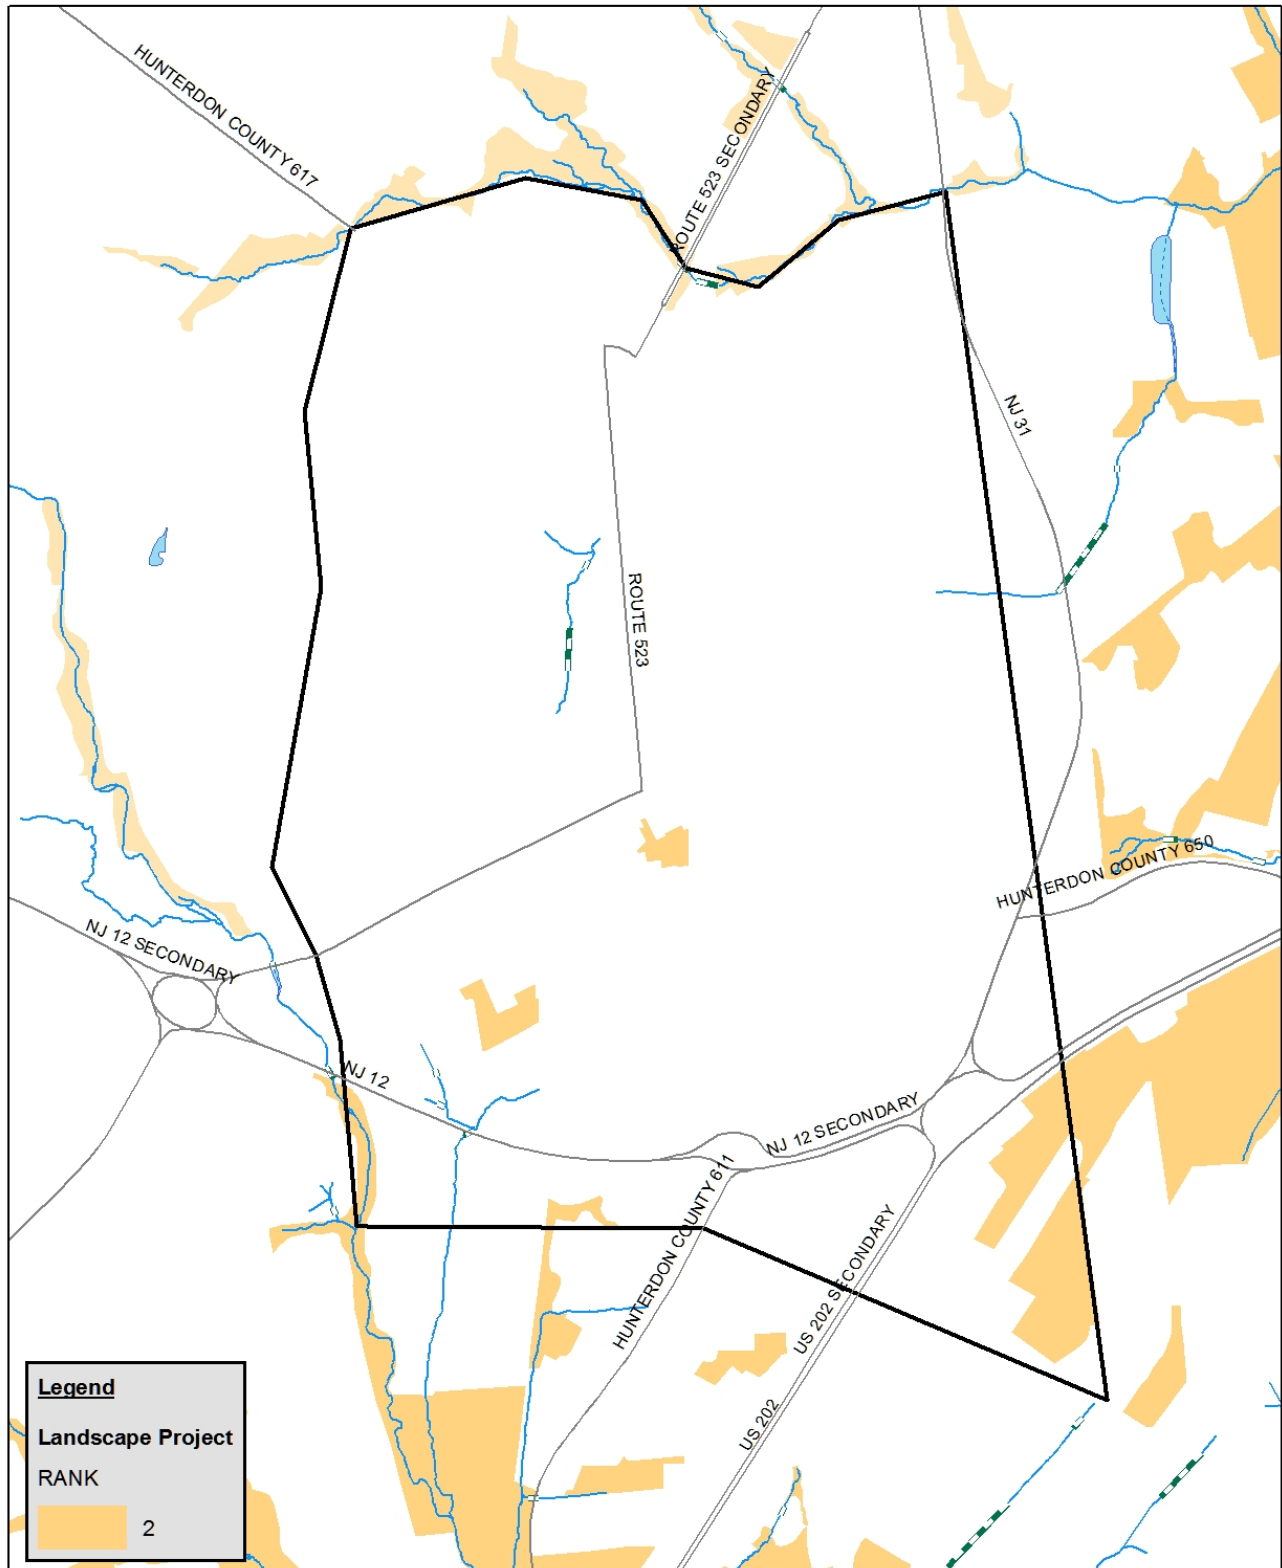 HUNTERDON COUNTY 617
ROUTE 523 SECONDARY
NJ 31
ROUTE 523
HUNTERDON COUNTY 650
NJ 12 SECONDARY
NJ 12
NJ 12 SECONDARY
HUNTERDON COUNTY 611
US 202 SECONDARY
US 202
Legend
Landscape Project
RANK
2